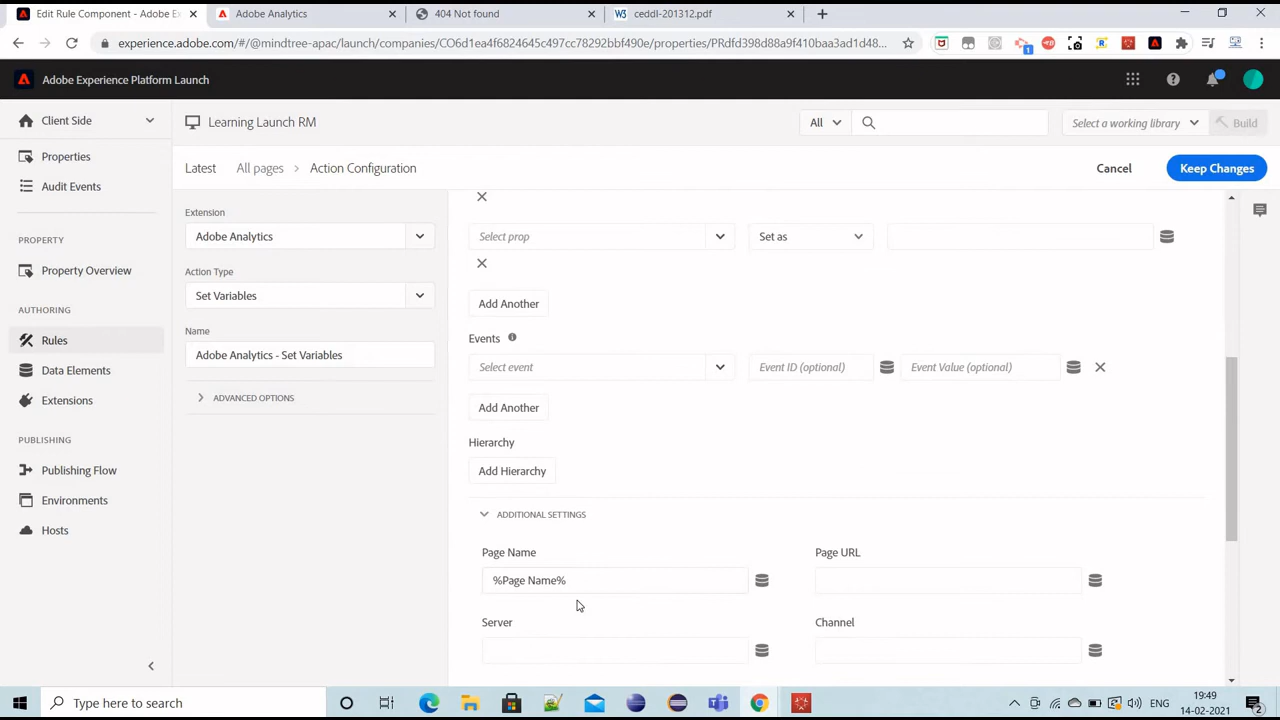 Edit Rule Component - Adobe Ex
Adobe Analytics
404 Not found
ceddl-201312.pdf
experience.adobe.com/#/@mindtree-apac/launch/companies/CO6d1ea4f6824645c497cc78292bbf490e/properties/PRdfd398d88a9f410baa3ad1d48...
Adobe Experience Platform Launch
Client Side
Learning Launch RM
All
Select a working library
Build
Properties
Audit Events
PROPERTY
Property Overview
AUTHORING
Rules
Data Elements
Extensions
PUBLISHING
Publishing Flow
Environments
Hosts
Latest
All pages > Action Configuration
Cancel
Keep Changes
Extension
Adobe Analytics
Action Type
Set Variables
Name
Adobe Analytics - Set Variables
ADVANCED OPTIONS
Select prop
Set as
Add Another
Events
Select event
Event ID (optional)
Event Value (optional)
Add Another
Hierarchy
Add Hierarchy
ADDITIONAL SETTINGS
Page Name
Page URL
%Page Name%
Server
Channel
Type here to search
ENG
19:49
14-02-2021
2